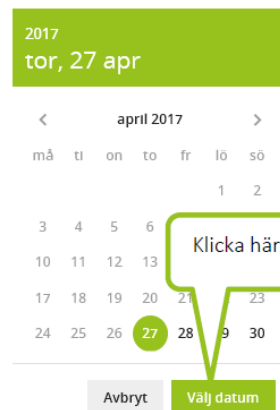 2017
tor, 27 apr
< april 2017 >
må ti on to fr lö sö
1 2
3 4 5 6
10 11 12 13
Klicka här
17 18 19 20 21 23
24 25 26 27 28 29 30
Avbryt Välj datum